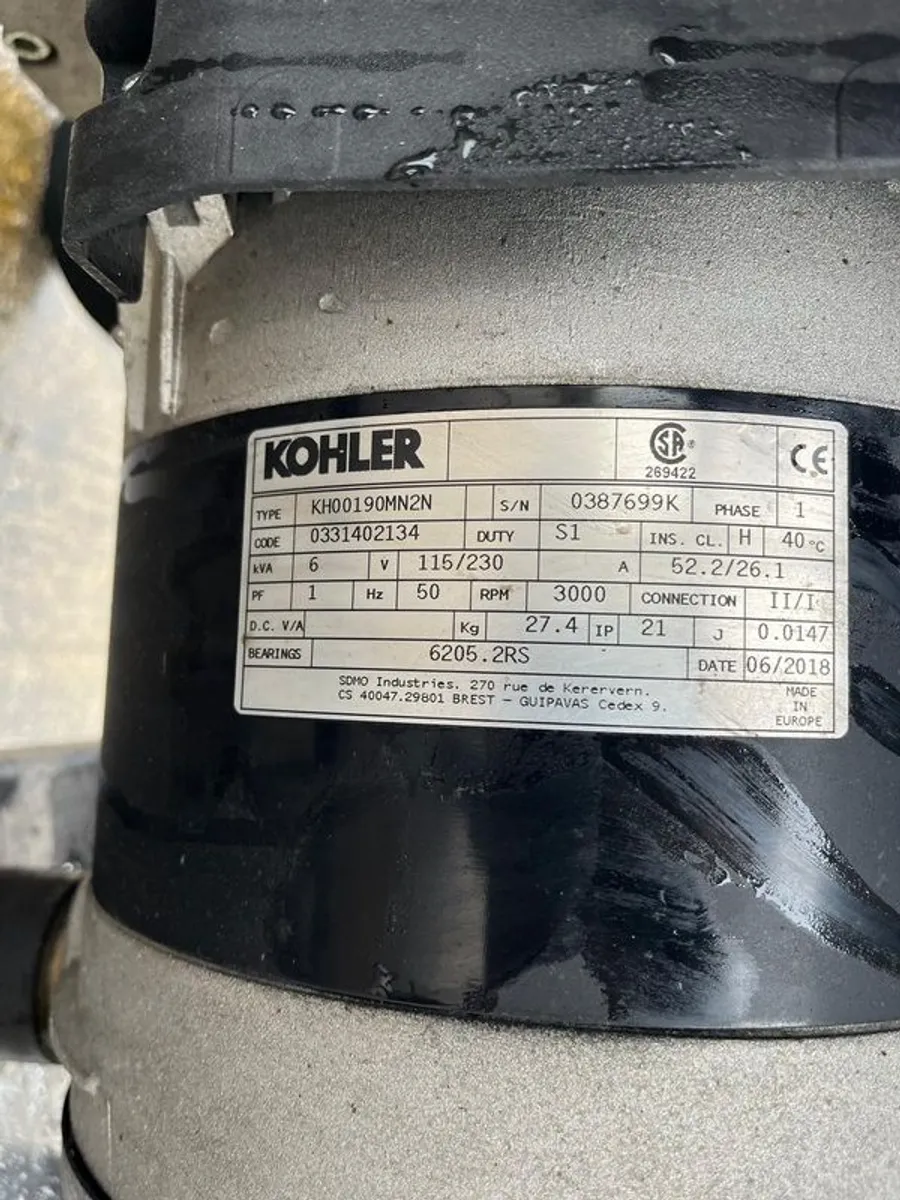 KOHLER SA® CE
269422
TYPE KH00190MN2N S/N 0387699K PHASE 1
CODE 0331402134 DUTY S1 INS. CL. H 40 °C
kVA 6 V 115/230 A 52.2/26.1
PF 1 Hz 50 RPM 3000 CONNECTION II/I
D.C. V/A Kg 27.4 IP 21 J 0.0147
BEARINGS 6205.2RS DATE 06/2018
SDMO Industries. 270 rue de Kerervern.
CS 40047.29801 BREST - GUIPAVAS Cedex 9.
MADE
IN
EUROPE